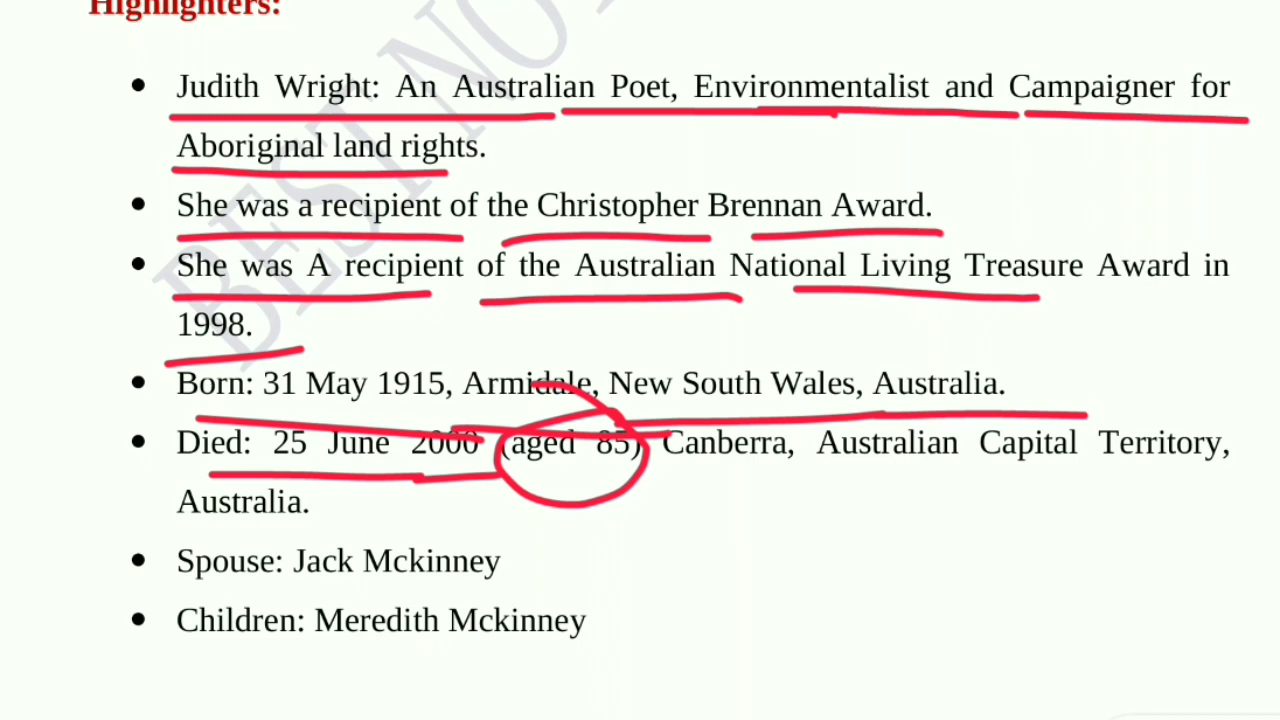 Highlighters:
Judith Wright: An Australian Poet, Environmentalist and Campaigner for
Aboriginal land rights.
She was a recipient of the Christopher Brennan Award.
She was A recipient of the Australian National Living Treasure Award in
1998.
Born: 31 May 1915, Armidale, New South Wales, Australia.
Died: 25 June 2000 (aged 85) Canberra, Australian Capital Territory,
Australia.
Spouse: Jack Mckinney
Children: Meredith Mckinney
BEST NO